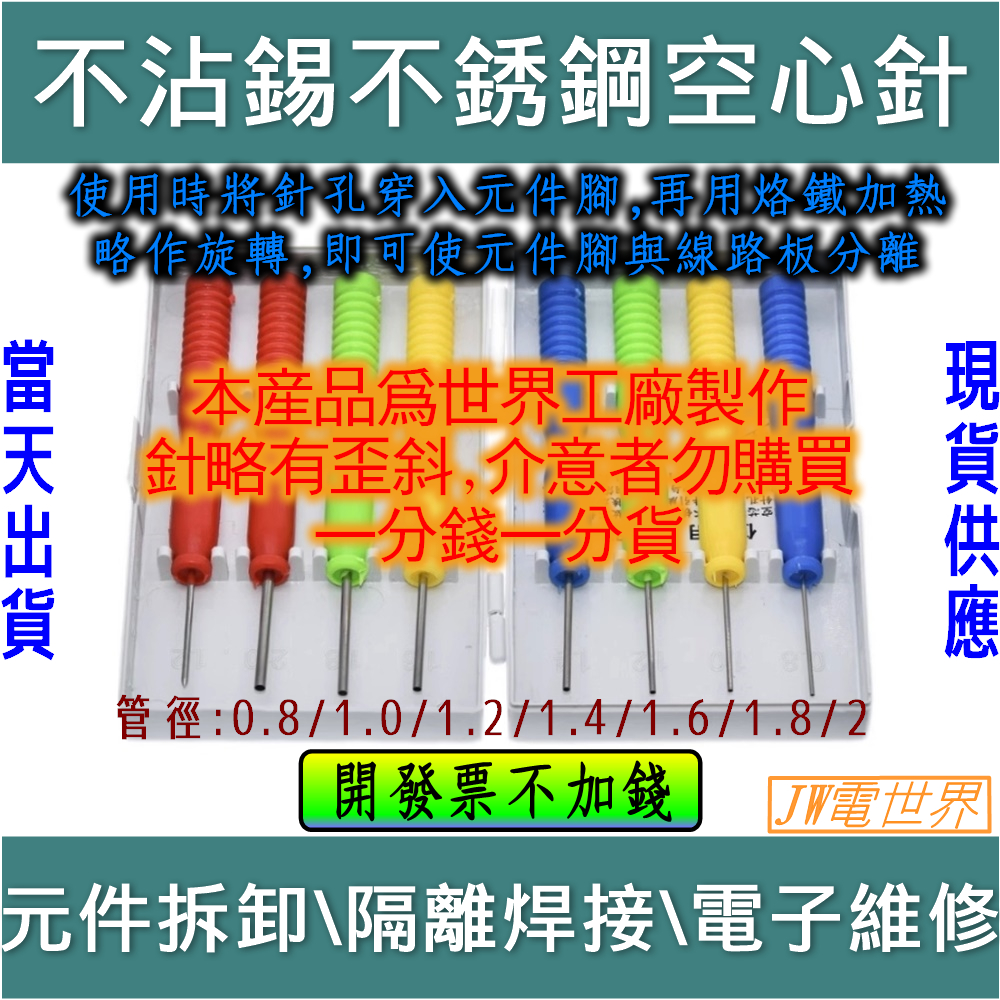 不沾錫不銹鋼空心針
使用時將針孔穿入元件腳,再用烙鐵加熱
略作旋轉,即可使元件腳與線路板分離
當天出貨
現貨供應
本産品爲世界工廠製作
針略有歪斜,介意者勿購買
一分錢一分貨
管徑:0.8/1.0/1.2/1.4/1.6/1.8/2
開發票不加錢
JW電世界
元件拆卸\隔離焊接\電子維修